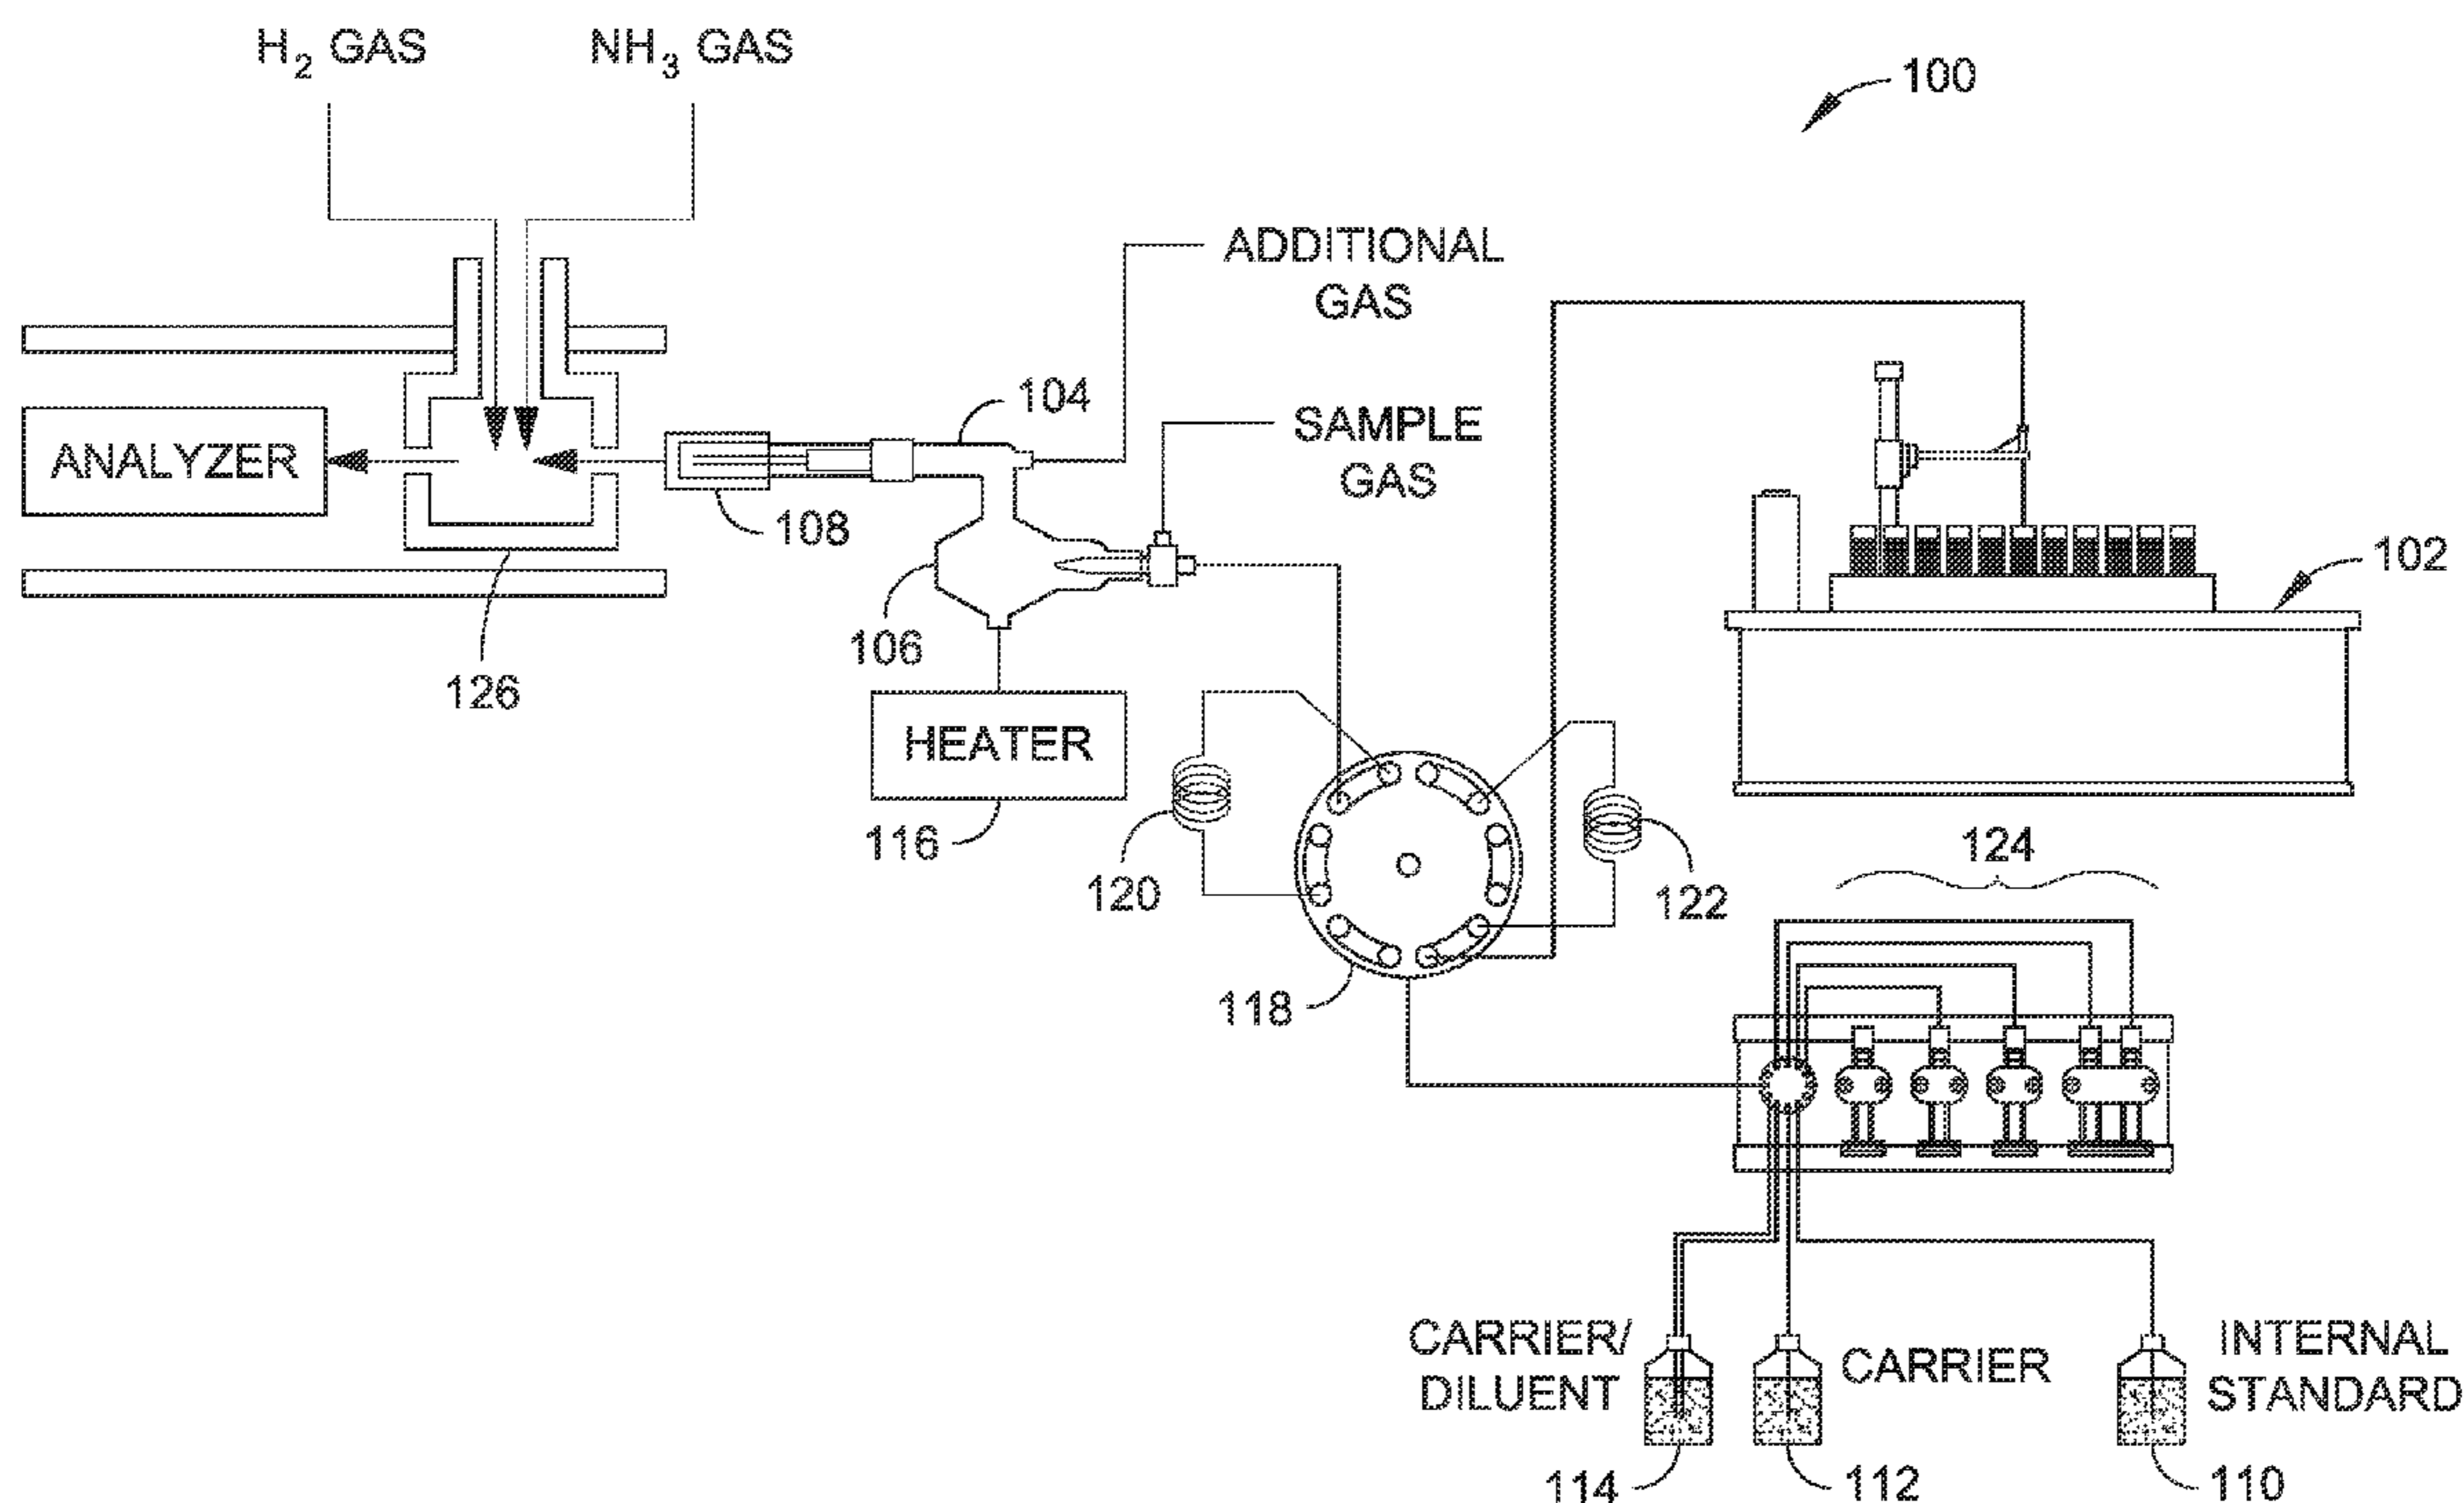 H2 GAS
NH3 GAS
100
ADDITIONAL
GAS
104
SAMPLE
GAS
ANALYZER
108
102
106
126
HEATER
116
120
122
124
118
CARRIER/
DILUENT
CARRIER
INTERNAL
STANDARD
114
112
110